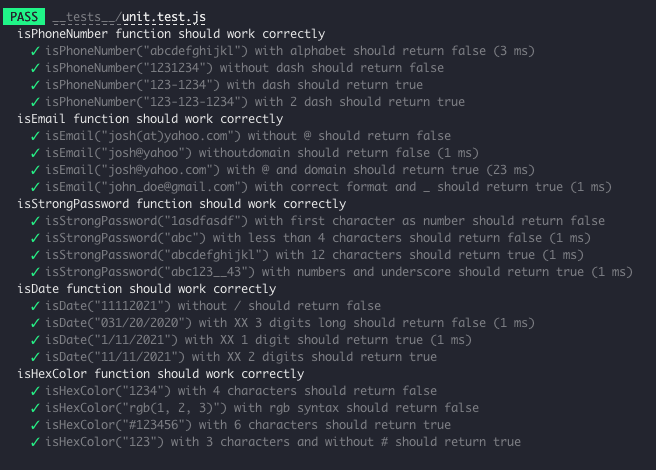 PASS __tests__/unit.test.js
isPhoneNumber function should work correctly
✓ isPhoneNumber("abcdefghijkl") with alphabet should return false (3 ms)
✓ isPhoneNumber("1231234") without dash should return false
✓ isPhoneNumber("123-1234") with dash should return true
✓ isPhoneNumber("123-123-1234") with 2 dash should return true
isEmail function should work correctly
✓ isEmail("josh(at)yahoo.com") without @ should return false
✓ isEmail("josh@yahoo") withoutdomain should return false (1 ms)
✓ isEmail("josh@yahoo.com") with @ and domain should return true (23 ms)
✓ isEmail("john_doe@gmail.com") with correct format and _ should return true (1 ms)
isStrongPassword function should work correctly
✓ isStrongPassword("1asdfasdf") with first character as number should return false
✓ isStrongPassword("abc") with less than 4 characters should return false (1 ms)
✓ isStrongPassword("abcdefghijkl") with 12 characters should return true (1 ms)
✓ isStrongPassword("abc123__43") with numbers and underscore should return true (1 ms)
isDate function should work correctly
✓ isDate("11112021") without / should return false
✓ isDate("031/20/2020") with XX 3 digits long should return false (1 ms)
✓ isDate("1/11/2021") with XX 1 digit should return true (1 ms)
✓ isDate("11/11/2021") with XX 2 digits should return true
isHexColor function should work correctly
✓ isHexColor("1234") with 4 characters should return false
✓ isHexColor("rgb(1, 2, 3)") with rgb syntax should return false
✓ isHexColor("#123456") with 6 characters should return true
✓ isHexColor("123") with 3 characters and without # should return true